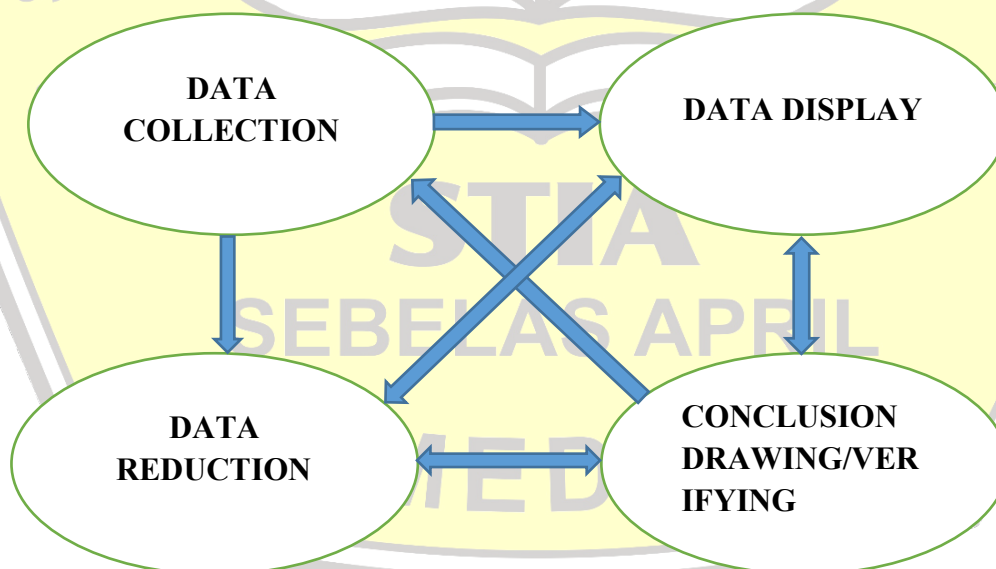 DATA
COLLECTION
DATA DISPLAY
STIA
SEBELAS APRIL
DATA
REDUCTION
CONCLUSION
DRAWING/VER
IFYING